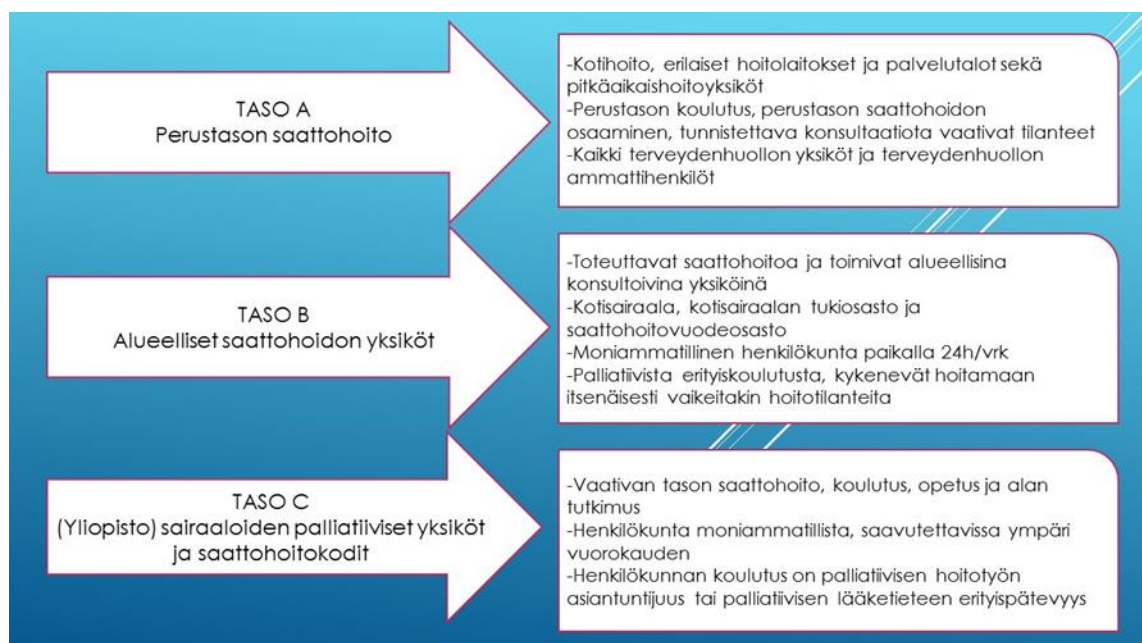 TASO A
Perustason saattohoito
-Kotihoito, erilaiset hoitolaitokset ja palvelutalot sekä
pitkäaikaishoitoyksiköt
-Perustason koulutus, perustason saattohoidon
osaaminen, tunnistettava konsultaatiota vaativat tilanteet
-Kaikki terveydenhuollon yksiköt ja terveydenhuollon
ammattihenkilöt
TASO B
Alueelliset saattohoidon yksiköt
-Toteuttavat saattohoitoa ja toimivat alueellisina
konsultoivina yksiköinä
-Kotisairaala, kotisairaalan tukiosasto ja
saattohoitovuodeosasto
-Moniammatillinen henkilökunta paikalla 24h/vrk
-Palliatiivista erityiskoulutusta, kykenevät hoitamaan
itsenäisesti vaikeitakin hoitotilanteita
TASO C
(Yliopisto) sairaaloiden palliatiiviset yksiköt
ja saattohoitokodit
-Vaativan tason saattohoito, koulutus, opetus ja alan
tutkimus
-Henkilökunta moniammatillista, saavutettavissa ympäri
vuorokauden
-Henkilökunnan koulutus on palliatiivisen hoitotyön
asiantuntijuus tai palliatiivisen lääketieteen erityispätevyys